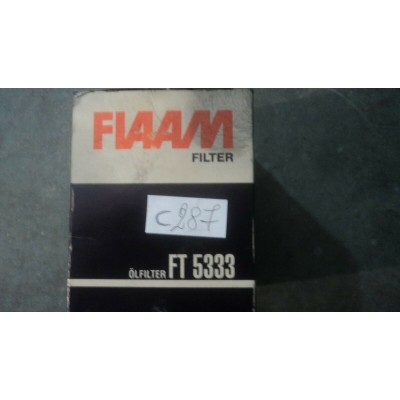 FIAAM
FILTER
C287
ÖLFILTER FT 5333